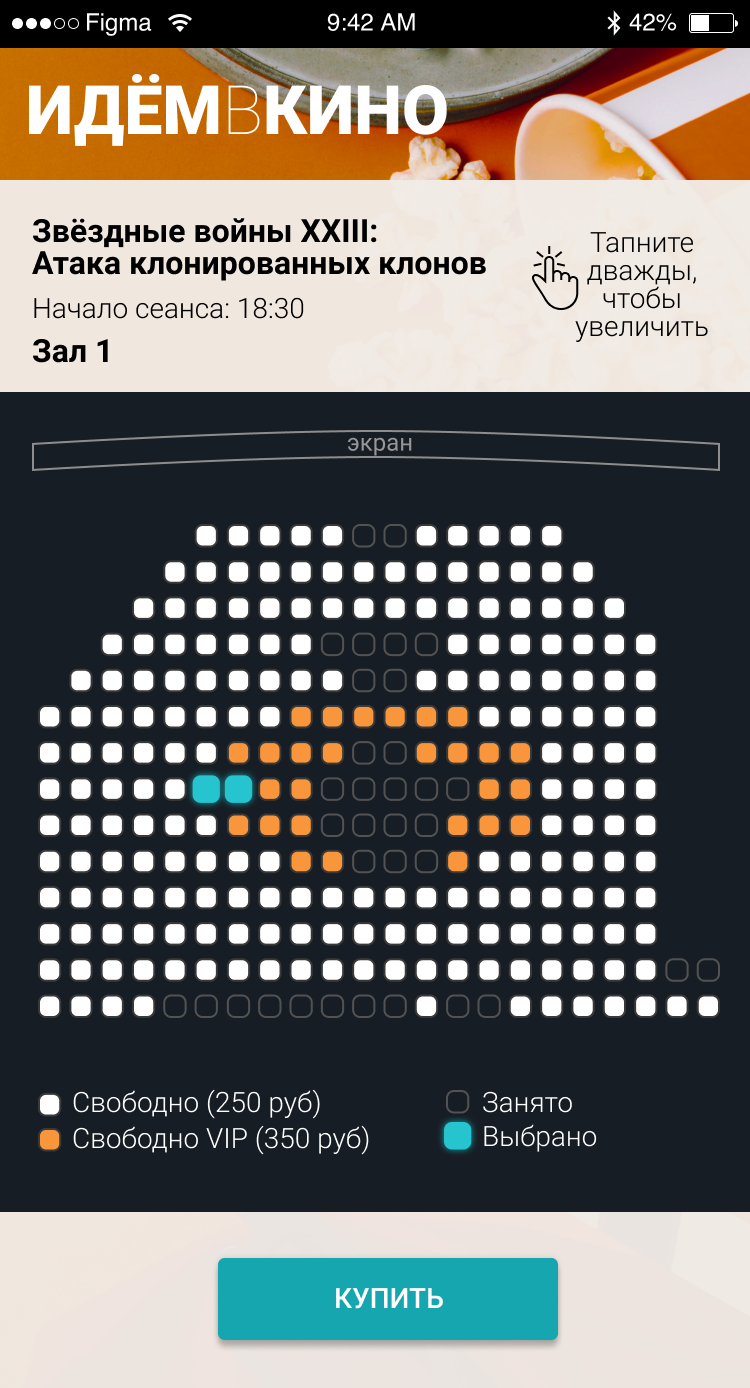 Figma 9:42 AM 42%
ИДЁМВКИНО
Звёздные войны XXIII:
Атака клонированных клонов
Начало сеанса: 18:30
Зал 1
Тапните
дважды,
чтобы
увеличить
экран
Свободно (250 руб)
Занято
Свободно VIP (350 руб)
Выбрано
КУПИТЬ